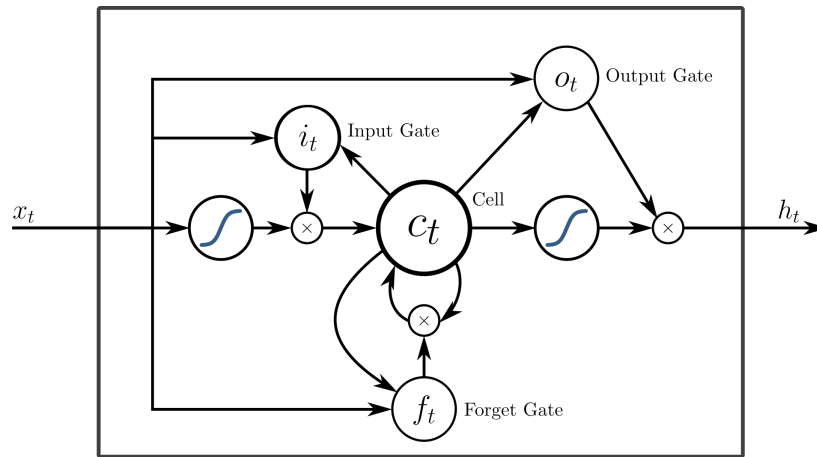 o_t
Output Gate
i_t
Input Gate
Cell
x_t
×
c_t
×
h_t
×
f_t
Forget Gate